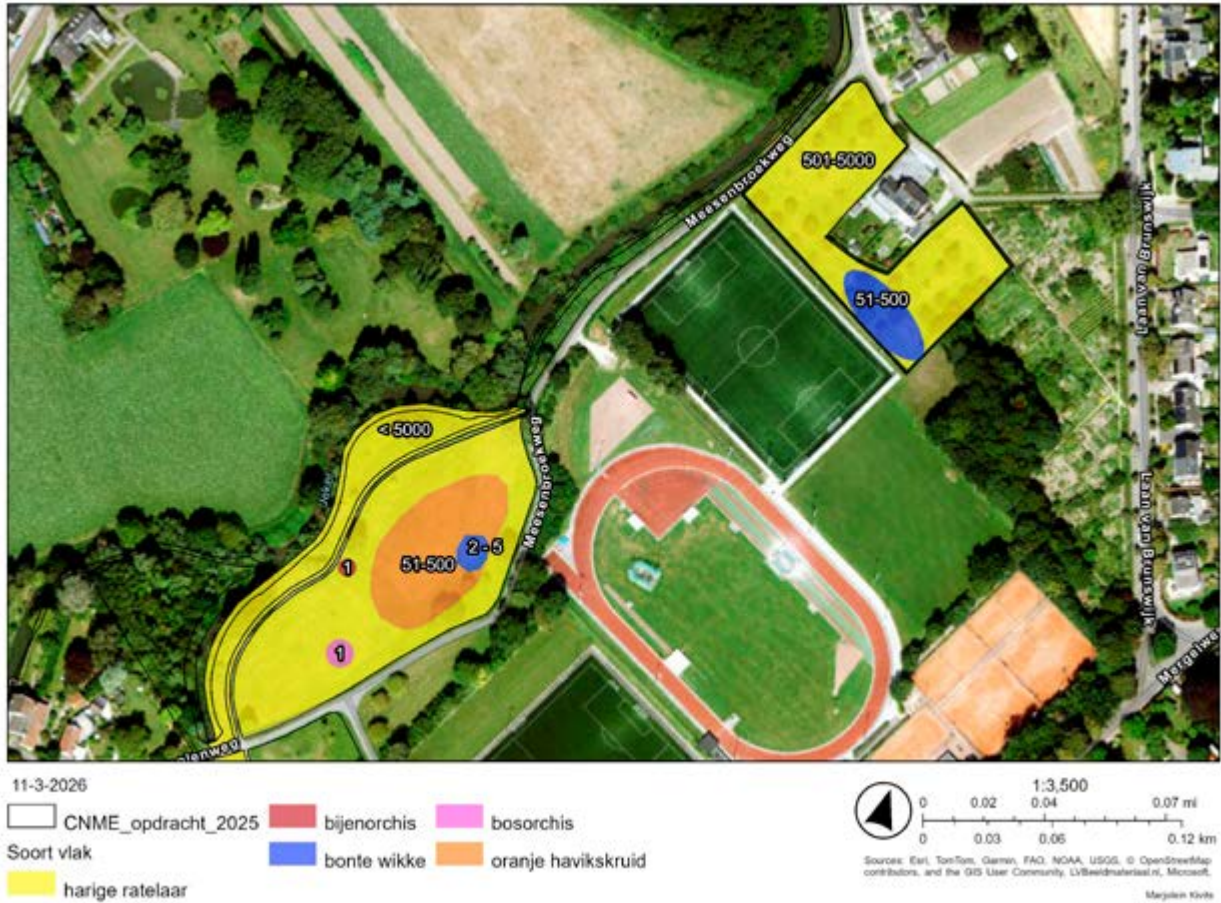 501-5000
Meesenbroekweg
Laan van Brunswijk
51-500
< 5000
Meesenbroekweg
Jeker
2 - 5
51-500
1
1
Laan van Brunswijk
Mergelwe
alenweg
11-3-2026
CNME_opdracht_2025
Soort vlak
harige ratelaar
bijenorchis
bonte wikke
bosorchis
oranje havikskruid
1:3,500
0 0.02 0.04 0.07 mi
0 0.03 0.06 0.12 km
Sources: Esri, TomTom, Garmin, FAO, NOAA, USGS, © OpenStreetMap
contributors, and the GIS User Community, LVBeeldmateriaal.nl, Microsoft,
Marjolein Kivits